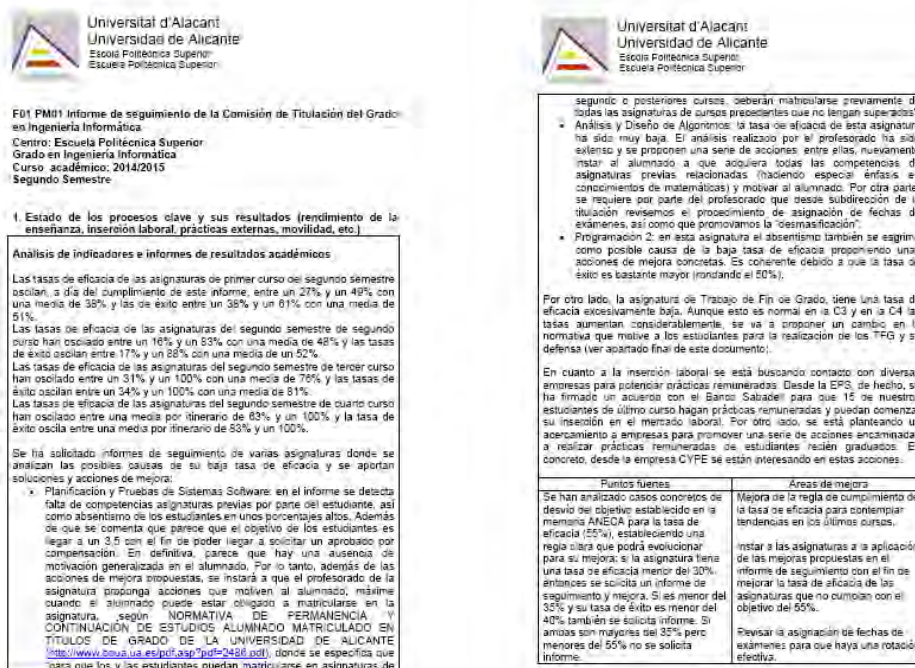 Universitat d'Alacant
Universidad de Alicante
Escola Politècnica Superior
Escuela Politécnica Superior
F01 PM01 Informe de seguimiento de la Comisión de Titulación del Grado
en Ingeniería Informática
Centro: Escuela Politécnica Superior
Grado en Ingeniería Informática
Curso académico: 2014/2015
Segundo Semestre
1. Estado de los procesos clave y sus resultados (rendimiento de la
enseñanza, inserción laboral, prácticas externas, movilidad, etc.)
Análisis de indicadores e informes de resultados académicos
Las tasas de eficacia de las asignaturas de primer curso del segundo semestre
oscilan, a día del cumplimiento de este informe, entre un 27% y un 49% con
una media de 38% y las de éxito entre un 38% y un 61% con una media de
51%.
Las tasas de eficacia de las asignaturas del segundo semestre de segundo
curso han oscilado entre un 16% y un 83% con una media de 48% y las tasas
de éxito oscilan entre 17% y un 88% con una media de un 52%.
Las tasas de eficacia de las asignaturas del segundo semestre de tercer curso
han oscilado entre un 31% y un 100% con una media de 76% y las tasas de
éxito oscilan entre un 34% y un 100% con una media de 81%.
Las tasas de eficacia de las asignaturas del segundo semestre de cuarto curso
han oscilado entre una media por itinerario de 63% y un 100% y la tasa de
éxito oscila entre una media por itinerario de 83% y un 100%.
Se ha solicitado informes de seguimiento de varias asignaturas donde se
analizan las posibles causas de su baja tasa de eficacia y se aportan
soluciones y acciones de mejora:
• Planificación y Pruebas de Sistemas Software: en el informe se detecta
falta de competencias asignaturas previas por parte del estudiante, así
como absentismo de los estudiantes en unos porcentajes altos. Además
de que se comenta que parece que el objetivo de los estudiantes es
llegar a un 3,5 con el fin de poder llegar a solicitar un aprobado por
compensación. En definitiva, parece que hay una ausencia de
motivación generalizada en el alumnado. Por lo tanto, además de las
acciones de mejora propuestas, se instará a que el profesorado de la
asignatura proponga acciones que motiven al alumnado, máxime
cuando el alumnado puede estar obligado a matricularse en la
asignatura, según NORMATIVA DE PERMANENCIA Y
CONTINUACIÓN DE ESTUDIOS ALUMNADO MATRICULADO EN
TÍTULOS DE GRADO DE LA UNIVERSIDAD DE ALICANTE
(http://www.boua.ua.es/pdf.asp?pdf=2486.pdf), donde se especifica que
"para que los y las estudiantes puedan matricularse en asignaturas de
Universitat d'Alacant
Universidad de Alicante
Escola Politècnica Superior
Escuela Politécnica Superior
segundo o posteriores cursos, deberán matricularse previamente d
todas las asignaturas de cursos precedentes que no tengan superadas"
• Análisis y Diseño de Algoritmos: la tasa de eficacia de esta asignatur
ha sido muy baja. El análisis realizado por el profesorado ha sid
extenso y se proponen una serie de acciones, entre ellas, nuevament
instar al alumnado a que adquiera todas las competencias d
asignaturas previas relacionadas (haciendo especial énfasis e
conocimientos de matemáticas) y motivar al alumnado. Por otra parte
se requiere por parte del profesorado que desde subdirección de
titulación revisemos el procedimiento de asignación de fechas d
exámenes, así como que promovamos la "desmasificación".
• Programación 2: en esta asignatura el absentismo también se esgrim
como posible causa de la baja tasa de eficacia proponiendo una
acciones de mejora concretas. Es coherente debido a que la tasa d
éxito es bastante mayor (rondando el 50%).
Por otro lado, la asignatura de Trabajo de Fin de Grado, tiene una tasa d
eficacia excesivamente baja. Aunque esto es normal en la C3 y en la C4 la
tasas aumentan considerablemente, se va a proponer un cambio en l
normativa que motive a los estudiantes para la realización de los TFG y s
defensa (ver apartado final de este documento).
En cuanto a la inserción laboral se está buscando contacto con diversa
empresas para potenciar prácticas remuneradas. Desde la EPS, de hecho, s
ha firmado un acuerdo con el Banco Sabadell para que 15 de nuestro
estudiantes de último curso hagan prácticas remuneradas y puedan comenza
su inserción en el mercado laboral. Por otro lado, se está planteando u
acercamiento a empresas para promover una serie de acciones encaminada
a realizar prácticas remuneradas de estudiantes recién graduados. E
concreto, desde la empresa CYPE se están interesando en estas acciones.
Puntos fuertes
Áreas de mejora
Se han analizado casos concretos de
desvío del objetivo establecido en la
memoria ANECA para la tasa de
eficacia (55%), estableciendo una
regla clara que podrá evolucionar
para su mejora: si la asignatura tiene
una tasa de eficacia menor del 30%
entonces se solicita un informe de
seguimiento y mejora. Si es menor del
35% y su tasa de éxito es menor del
40% también se solicita informe. Si
ambas son mayores del 35% pero
menores del 55% no se solicita
informe.
Mejora de la regla de cumplimiento de
la tasa de eficacia para contemplar
tendencias en los últimos cursos.
Instar a las asignaturas a la aplicación
de las mejoras propuestas en el
informe de seguimiento con el fin de
mejorar la tasa de eficacia de las
asignaturas que no cumplan con el
objetivo del 55%.
Revisar la asignación de fechas de
exámenes para que haya una rotación
efectiva.